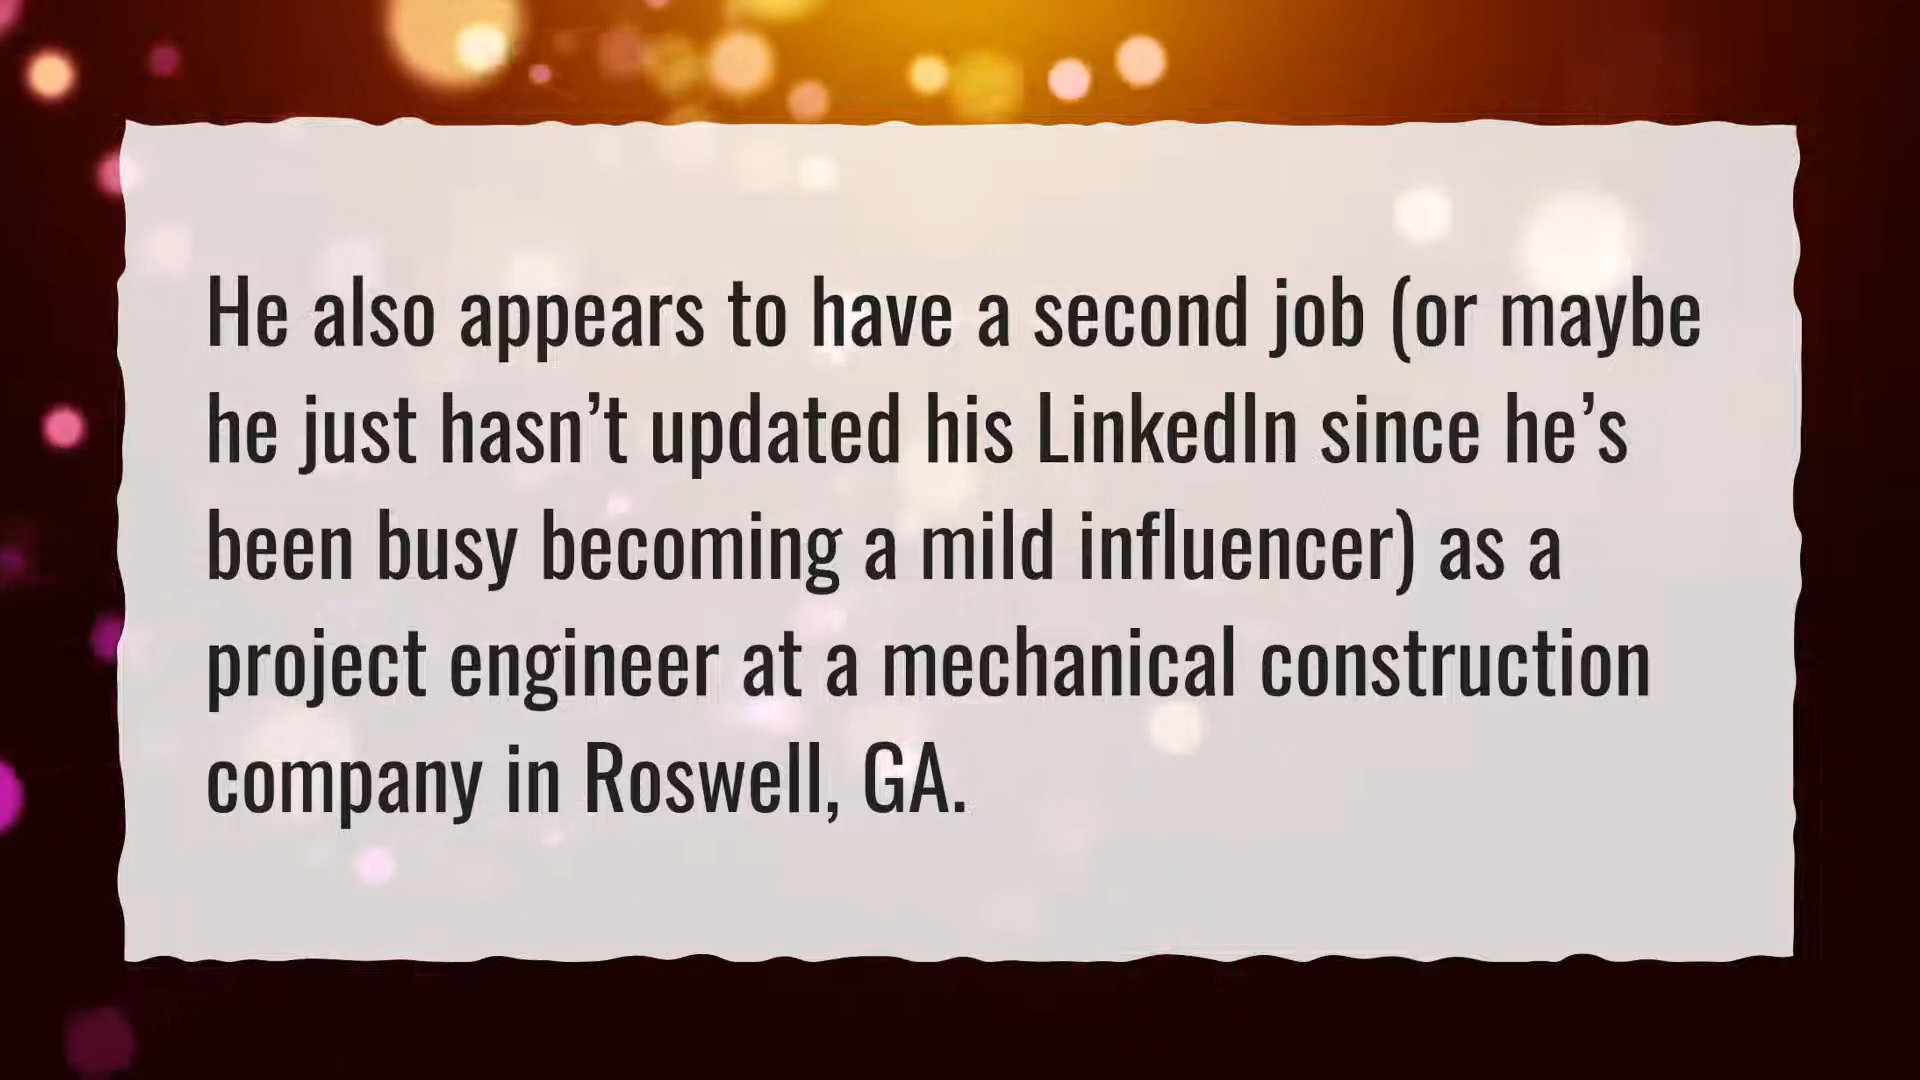 He also appears to have a second job (or maybe
he just hasn’t updated his LinkedIn since he’s
been busy becoming a mild influencer) as a
project engineer at a mechanical construction
company in Roswell, GA.